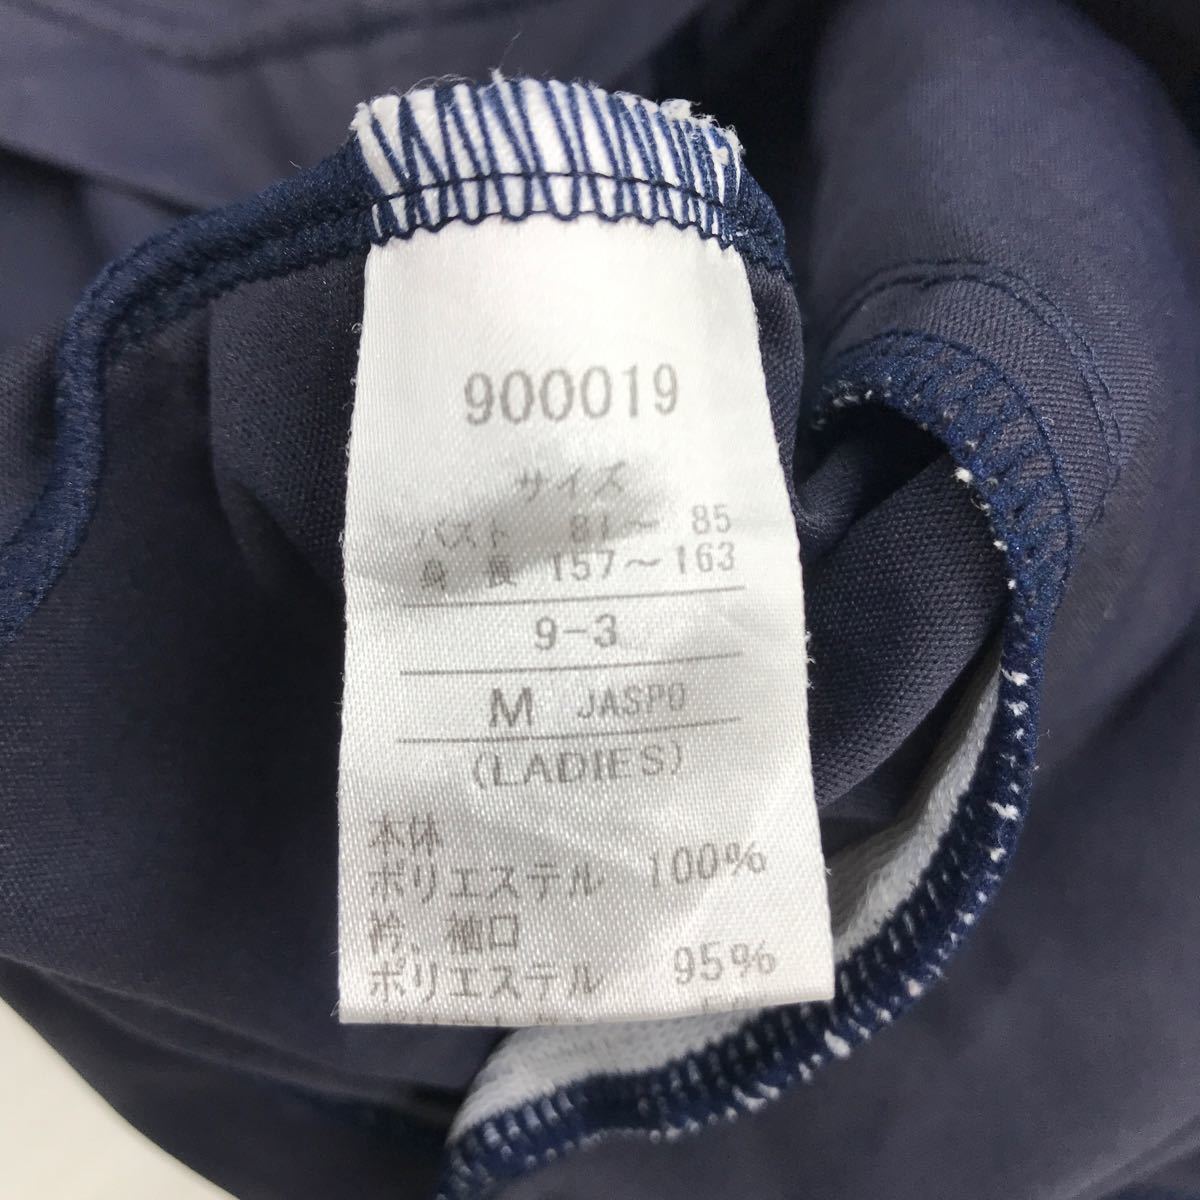 900019
サイズ
バスト 81～ 85
身 長 157～163
9-3
M JASPO
(LADIES)
本体
ポリエステル 100%
衿、袖口
ポリエステル 95%